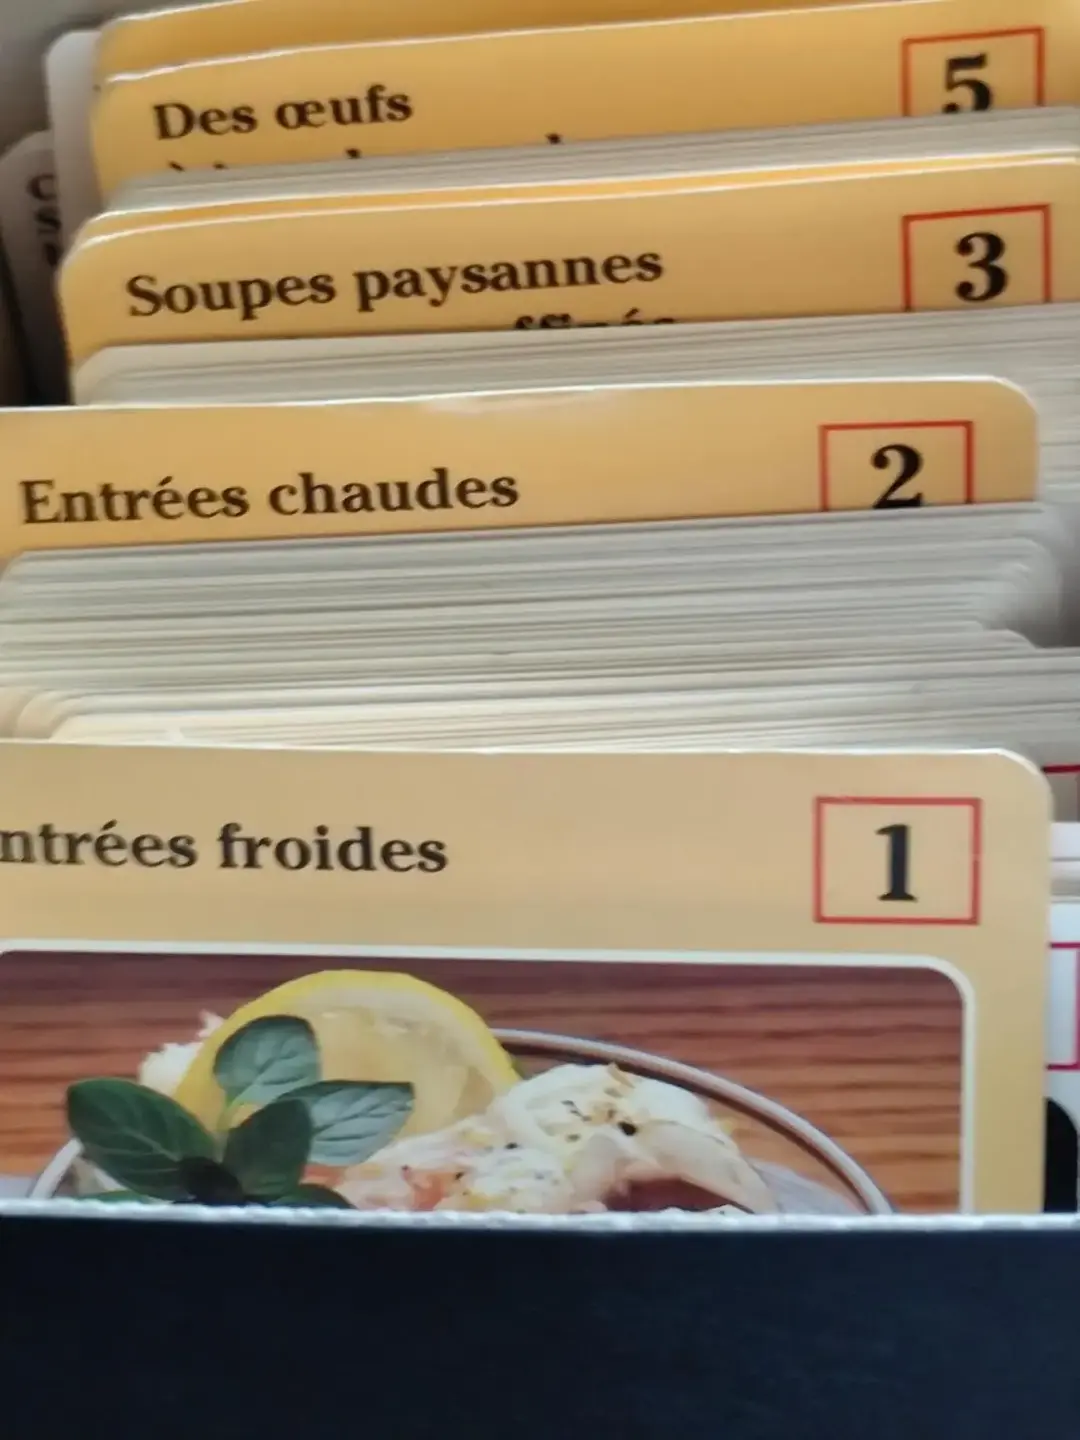 Des œufs
5
Soupes paysannes
3
Entrées chaudes
2
ntrées froides
1